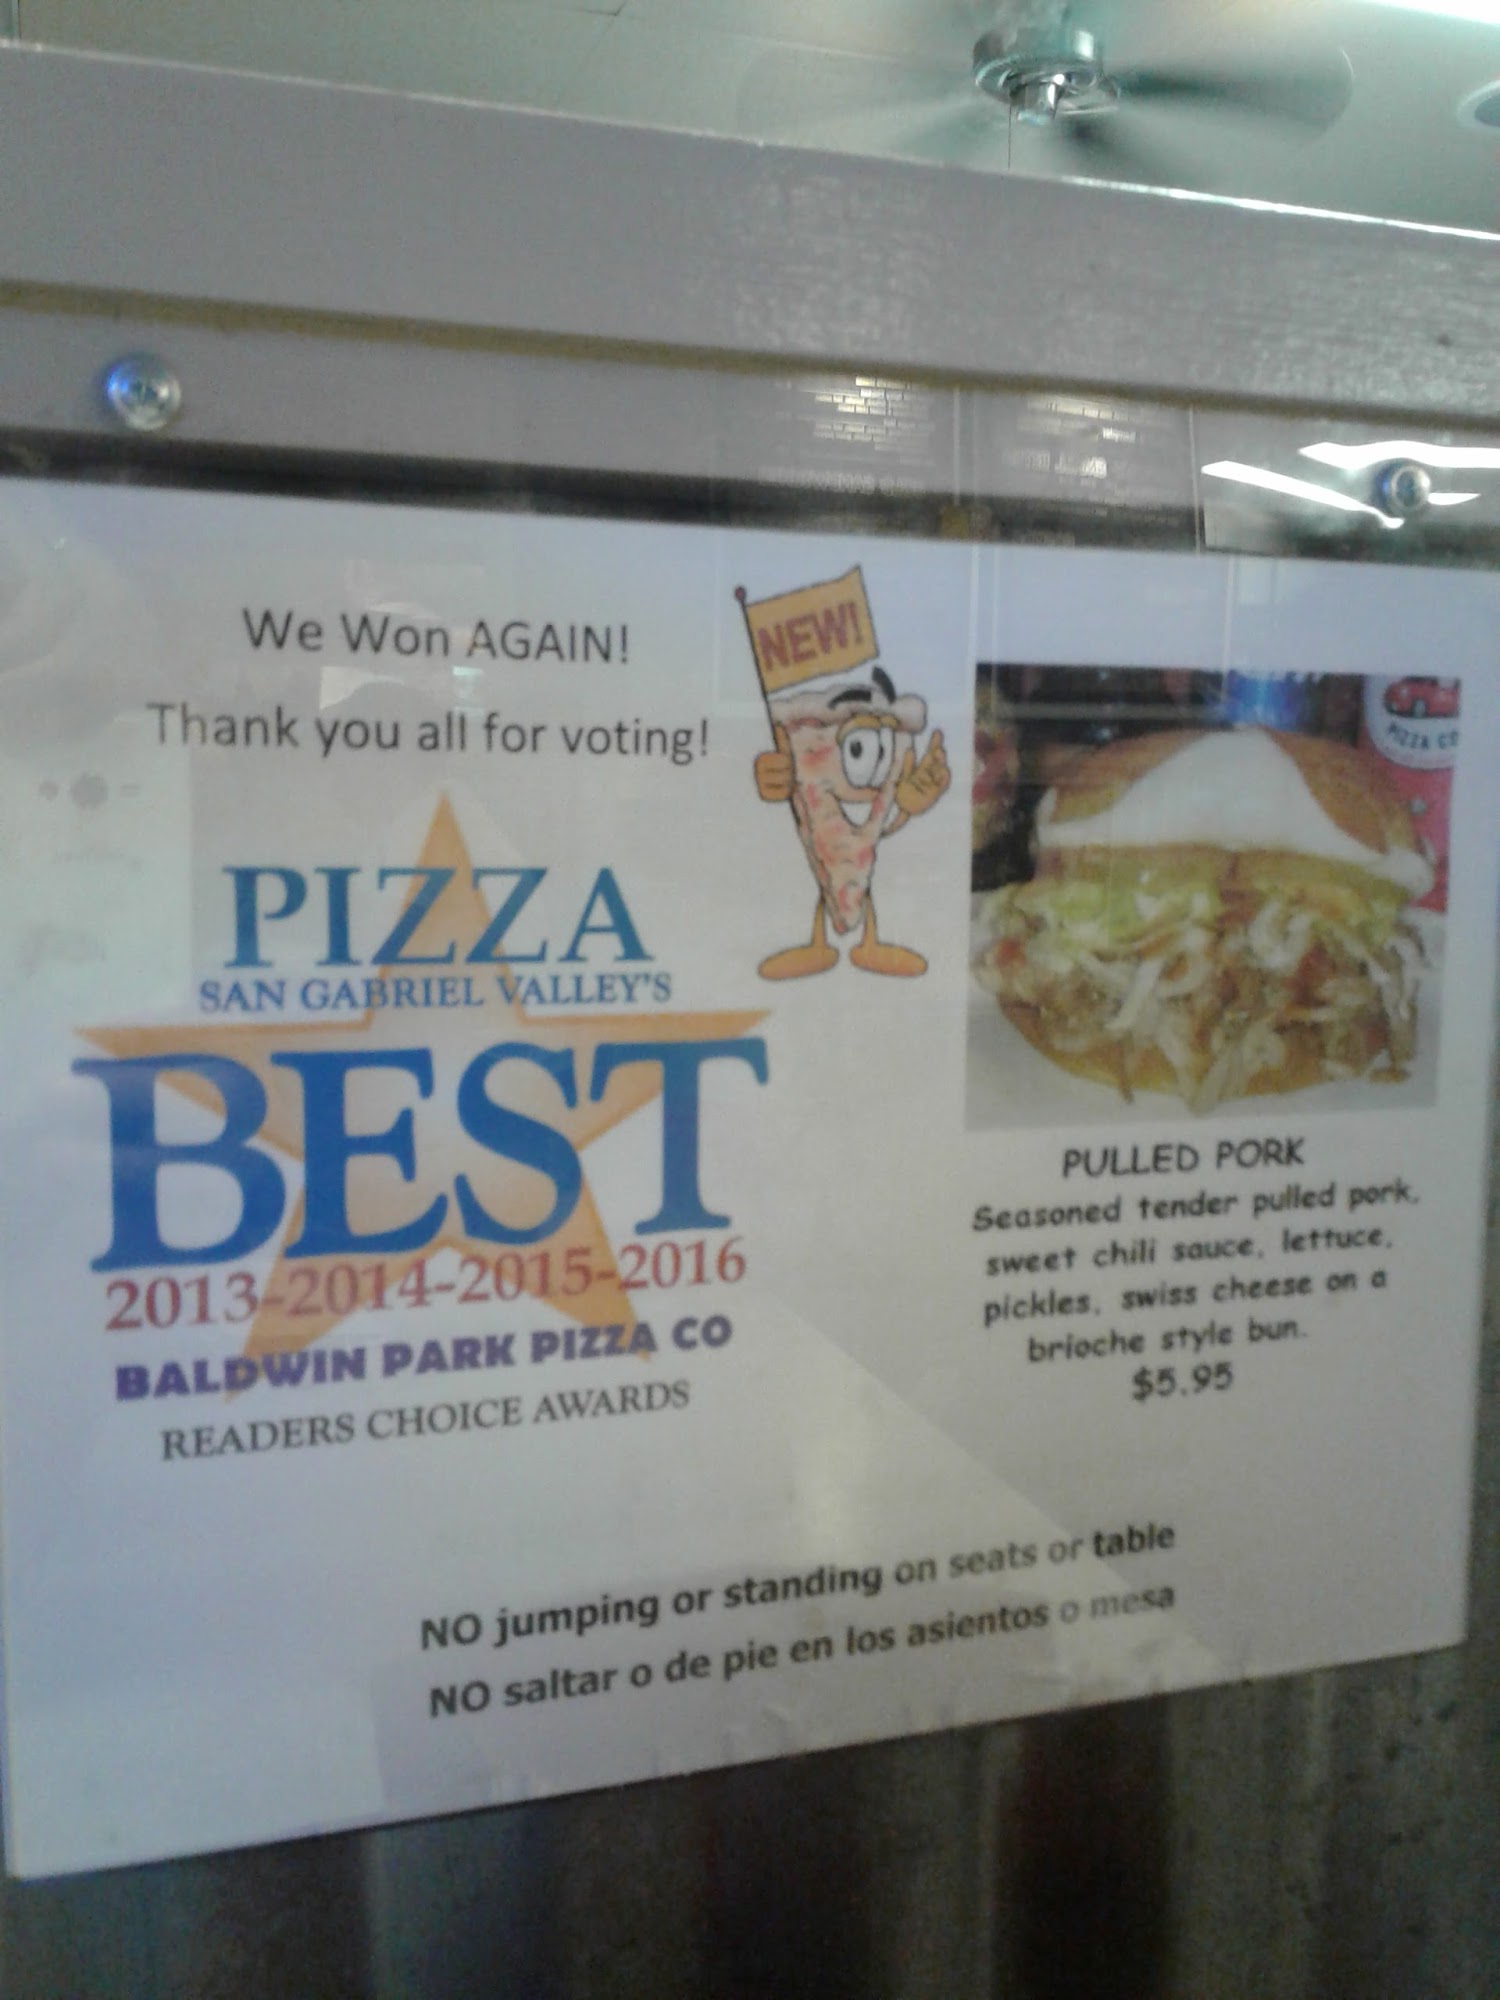 We Won AGAIN!
Thank you all for voting!
NEW!
PIZZA
SAN GABRIEL VALLEY'S
BEST
2013-2014-2015-2016
BALDWIN PARK PIZZA CO
READERS CHOICE AWARDS
PIZZA CO
PULLED PORK
Seasoned tender pulled pork,
sweet chili sauce, lettuce,
pickles, swiss cheese on a
brioche style bun.
$5.95
NO jumping or standing on seats or table
NO saltar o de pie en los asientos o mesa